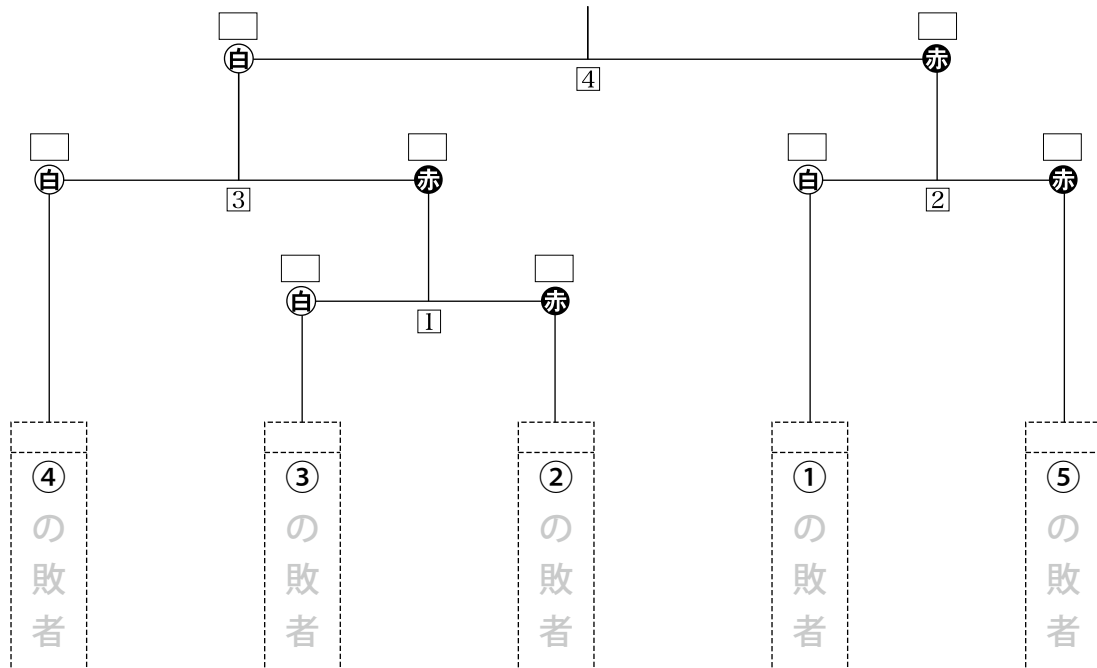 白 赤
4
白 赤 白 赤
3 2
白 赤
1
④の敗者
③の敗者
②の敗者
①の敗者
⑤の敗者